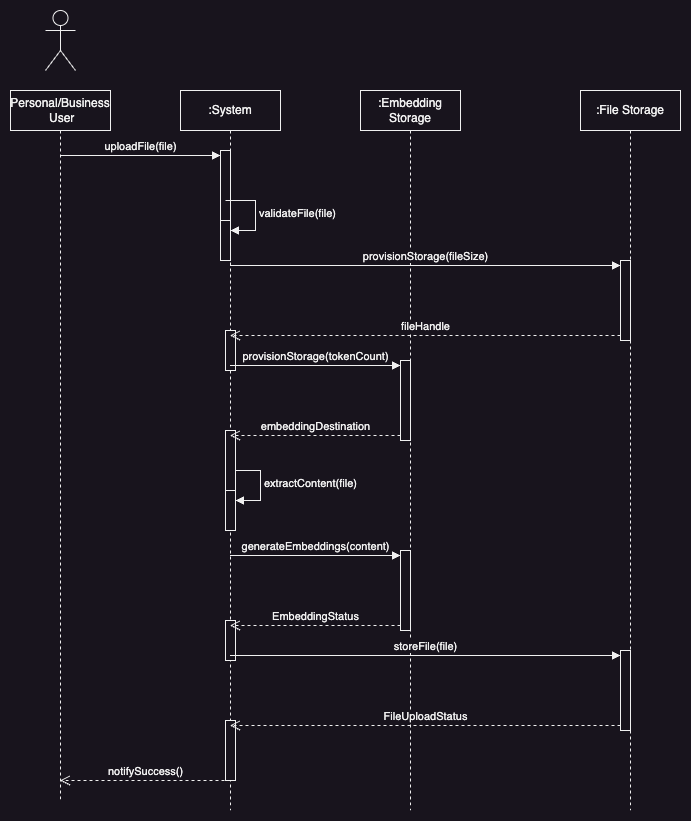 Personal/Business
User
:System
:Embedding
Storage
:File Storage
uploadFile(file)
validateFile(file)
provisionStorage(fileSize)
fileHandle
provisionStorage(tokenCount)
embeddingDestination
extractContent(file)
generateEmbeddings(content)
EmbeddingStatus
storeFile(file)
FileUploadStatus
notifySuccess()